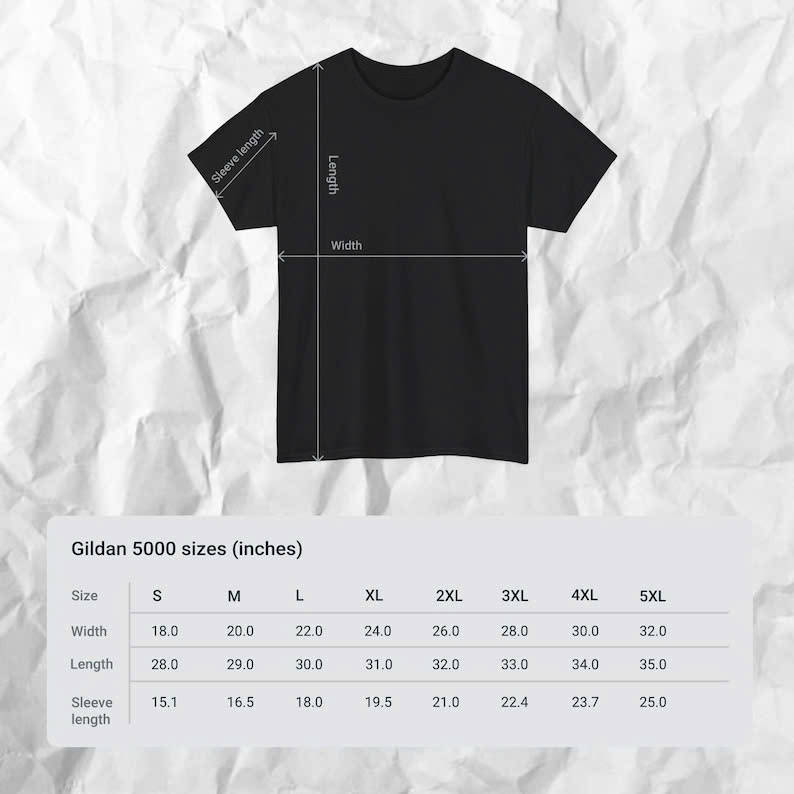 Sleeve length
Length
Width
Gildan 5000 sizes (inches)
Size S M L XL 2XL 3XL 4XL 5XL
Width 18.0 20.0 22.0 24.0 26.0 28.0 30.0 32.0
Length 28.0 29.0 30.0 31.0 32.0 33.0 34.0 35.0
Sleeve length 15.1 16.5 18.0 19.5 21.0 22.4 23.7 25.0